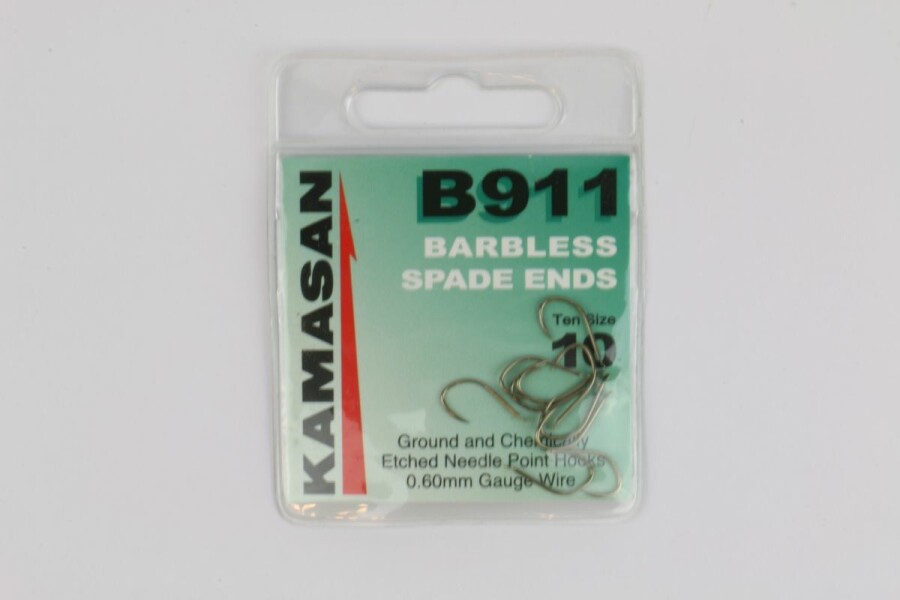 KAMASAN
B911
BARBLESS
SPADE ENDS
Ten Size
10
Ground and Chemically
Etched Needle Point Hooks
0.60mm Gauge Wire